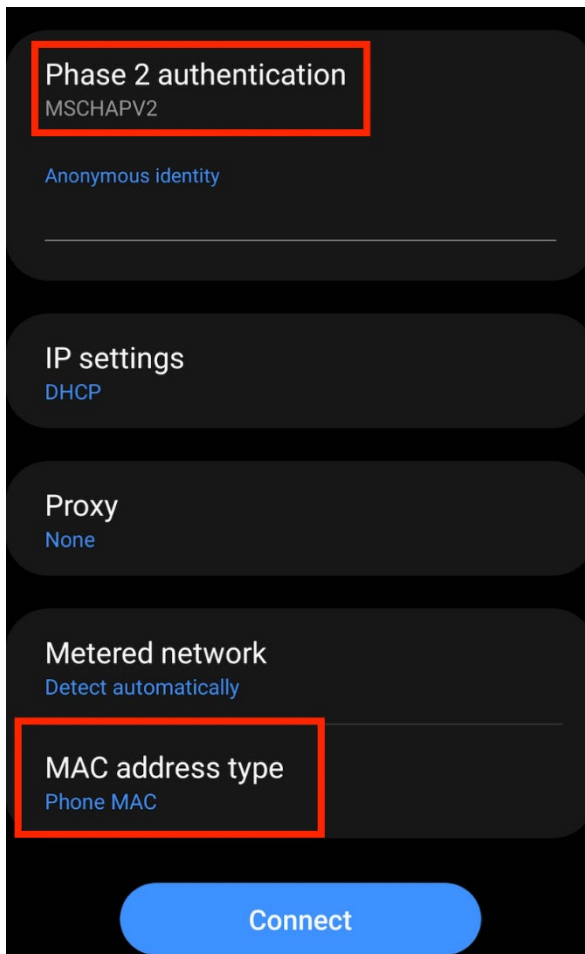 Phase 2 authentication
MSCHAPV2
Anonymous identity
IP settings
DHCP
Proxy
None
Metered network
Detect automatically
MAC address type
Phone MAC
Connect